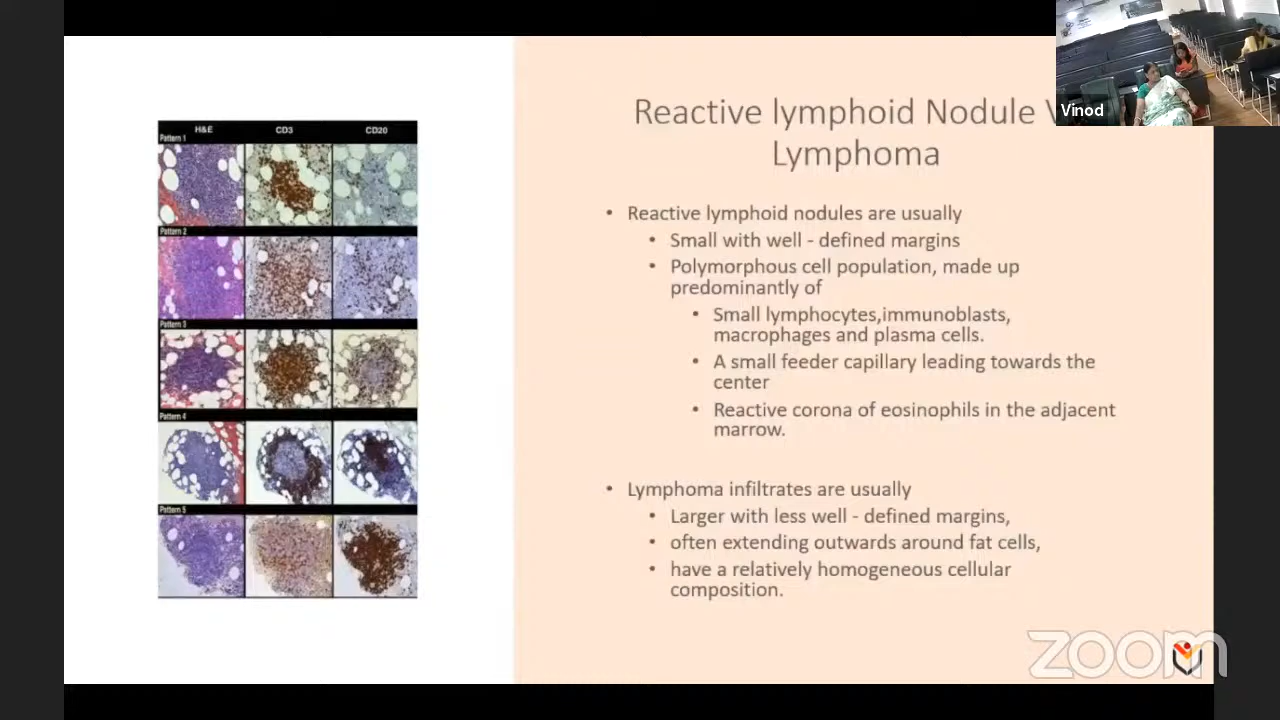 H&E CD3 CD20
Pattern 1
Pattern 2
Pattern 3
Pattern 4
Pattern 5
Reactive lymphoid Nodule V
Lymphoma
• Reactive lymphoid nodules are usually
• Small with well - defined margins
• Polymorphous cell population, made up
predominantly of
• Small lymphocytes,immunoblasts,
macrophages and plasma cells.
• A small feeder capillary leading towards the
center
• Reactive corona of eosinophils in the adjacent
marrow.
• Lymphoma infiltrates are usually
• Larger with less well - defined margins,
• often extending outwards around fat cells,
• have a relatively homogeneous cellular
composition.
Vinod
zoom